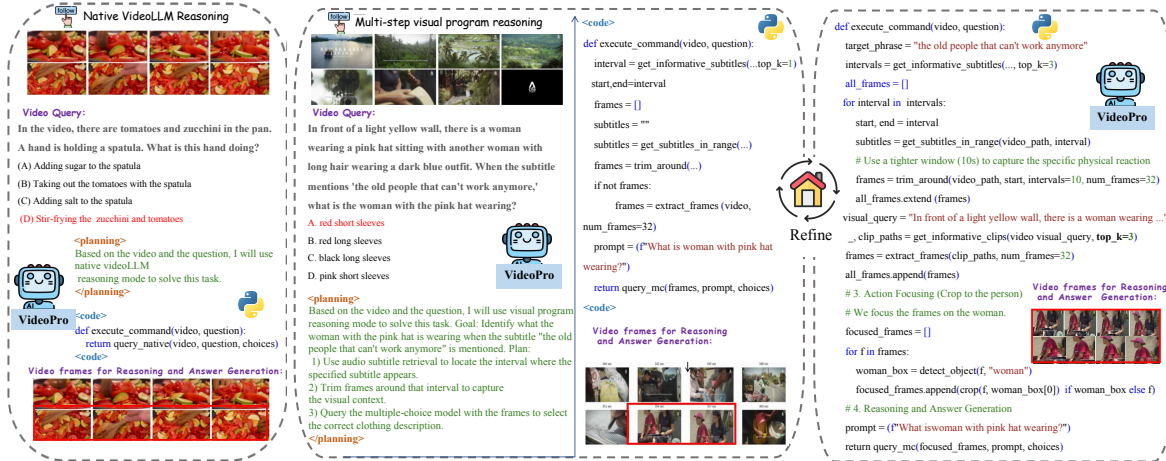 follow
Native VideoLLM Reasoning
Video Query:
In the video, there are tomatoes and zucchini in the pan.
A hand is holding a spatula. What is this hand doing?
(A) Adding sugar to the spatula
(B) Taking out the tomatoes with the spatula
(C) Adding salt to the spatula
(D) Stir-frying the zucchini and tomatoes
<planning>
Based on the video and the question, I will use
native videoLLM
reasoning mode to solve this task.
</planning>
AI
VideoPro
<code>
def execute_command(video, question):
return query_native(video, question, choices)
<code>
Video frames for Reasoning and Answer Generation:
follow
Multi-step visual program reasoning
Video Query:
In front of a light yellow wall, there is a woman
wearing a pink hat sitting with another woman with
long hair wearing a dark blue outfit. When the subtitle
mentions 'the old people that can't work anymore,'
what is the woman with the pink hat wearing?
A. red short sleeves
B. red long sleeves
C. black long sleeves
D. pink short sleeves
AI
VideoPro
<planning>
Based on the video and the question, I will use visual program
reasoning mode to solve this task. Goal: Identify what the
woman with the pink hat is wearing when the subtitle "the old
people that can't work anymore" is mentioned. Plan:
1) Use audio subtitle retrieval to locate the interval where the
specified subtitle appears.
2) Trim frames around that interval to capture
the visual context.
3) Query the multiple-choice model with the frames to select
the correct clothing description.
</planning>
<code>
def execute_command(video, question):
interval = get_informative_subtitles(...top_k=1)
start,end=interval
frames = []
subtitles = ""
subtitles = get_subtitles_in_range(...)
frames = trim_around(...)
if not frames:
frames = extract_frames (video,
num_frames=32)
prompt = (f"What is woman with pink hat
wearing?")
return query_mc(frames, prompt, choices)
<code>
Video frames for Reasoning
and Answer Generation:
Refine
def execute_command(video, question):
target_phrase = "the old people that can't work anymore"
intervals = get_informative_subtitles(..., top_k=3)
all_frames = []
for interval in intervals:
start, end = interval
subtitles = get_subtitles_in_range(video_path, interval)
# Use a tighter window (10s) to capture the specific physical reaction
frames = trim_around(video_path, start, intervals=10, num_frames=32)
all_frames.extend (frames)
visual_query = "In front of a light yellow wall, there is a woman wearing ..."
_, clip_paths = get_informative_clips(video visual_query, top_k=3)
frames = extract_frames(clip_paths, num_frames=32)
all_frames.append(frames)
# 3. Action Focusing (Crop to the person)
# We focus the frames on the woman.
focused_frames = []
for f in frames:
woman_box = detect_object(f, "woman")
focused_frames.append(crop(f, woman_box[0]) if woman_box else f)
# 4. Reasoning and Answer Generation
prompt = (f"What iswoman with pink hat wearing?")
return query_mc(focused_frames, prompt, choices)
AI
VideoPro
Video frames for Reasoning
and Answer Generation: